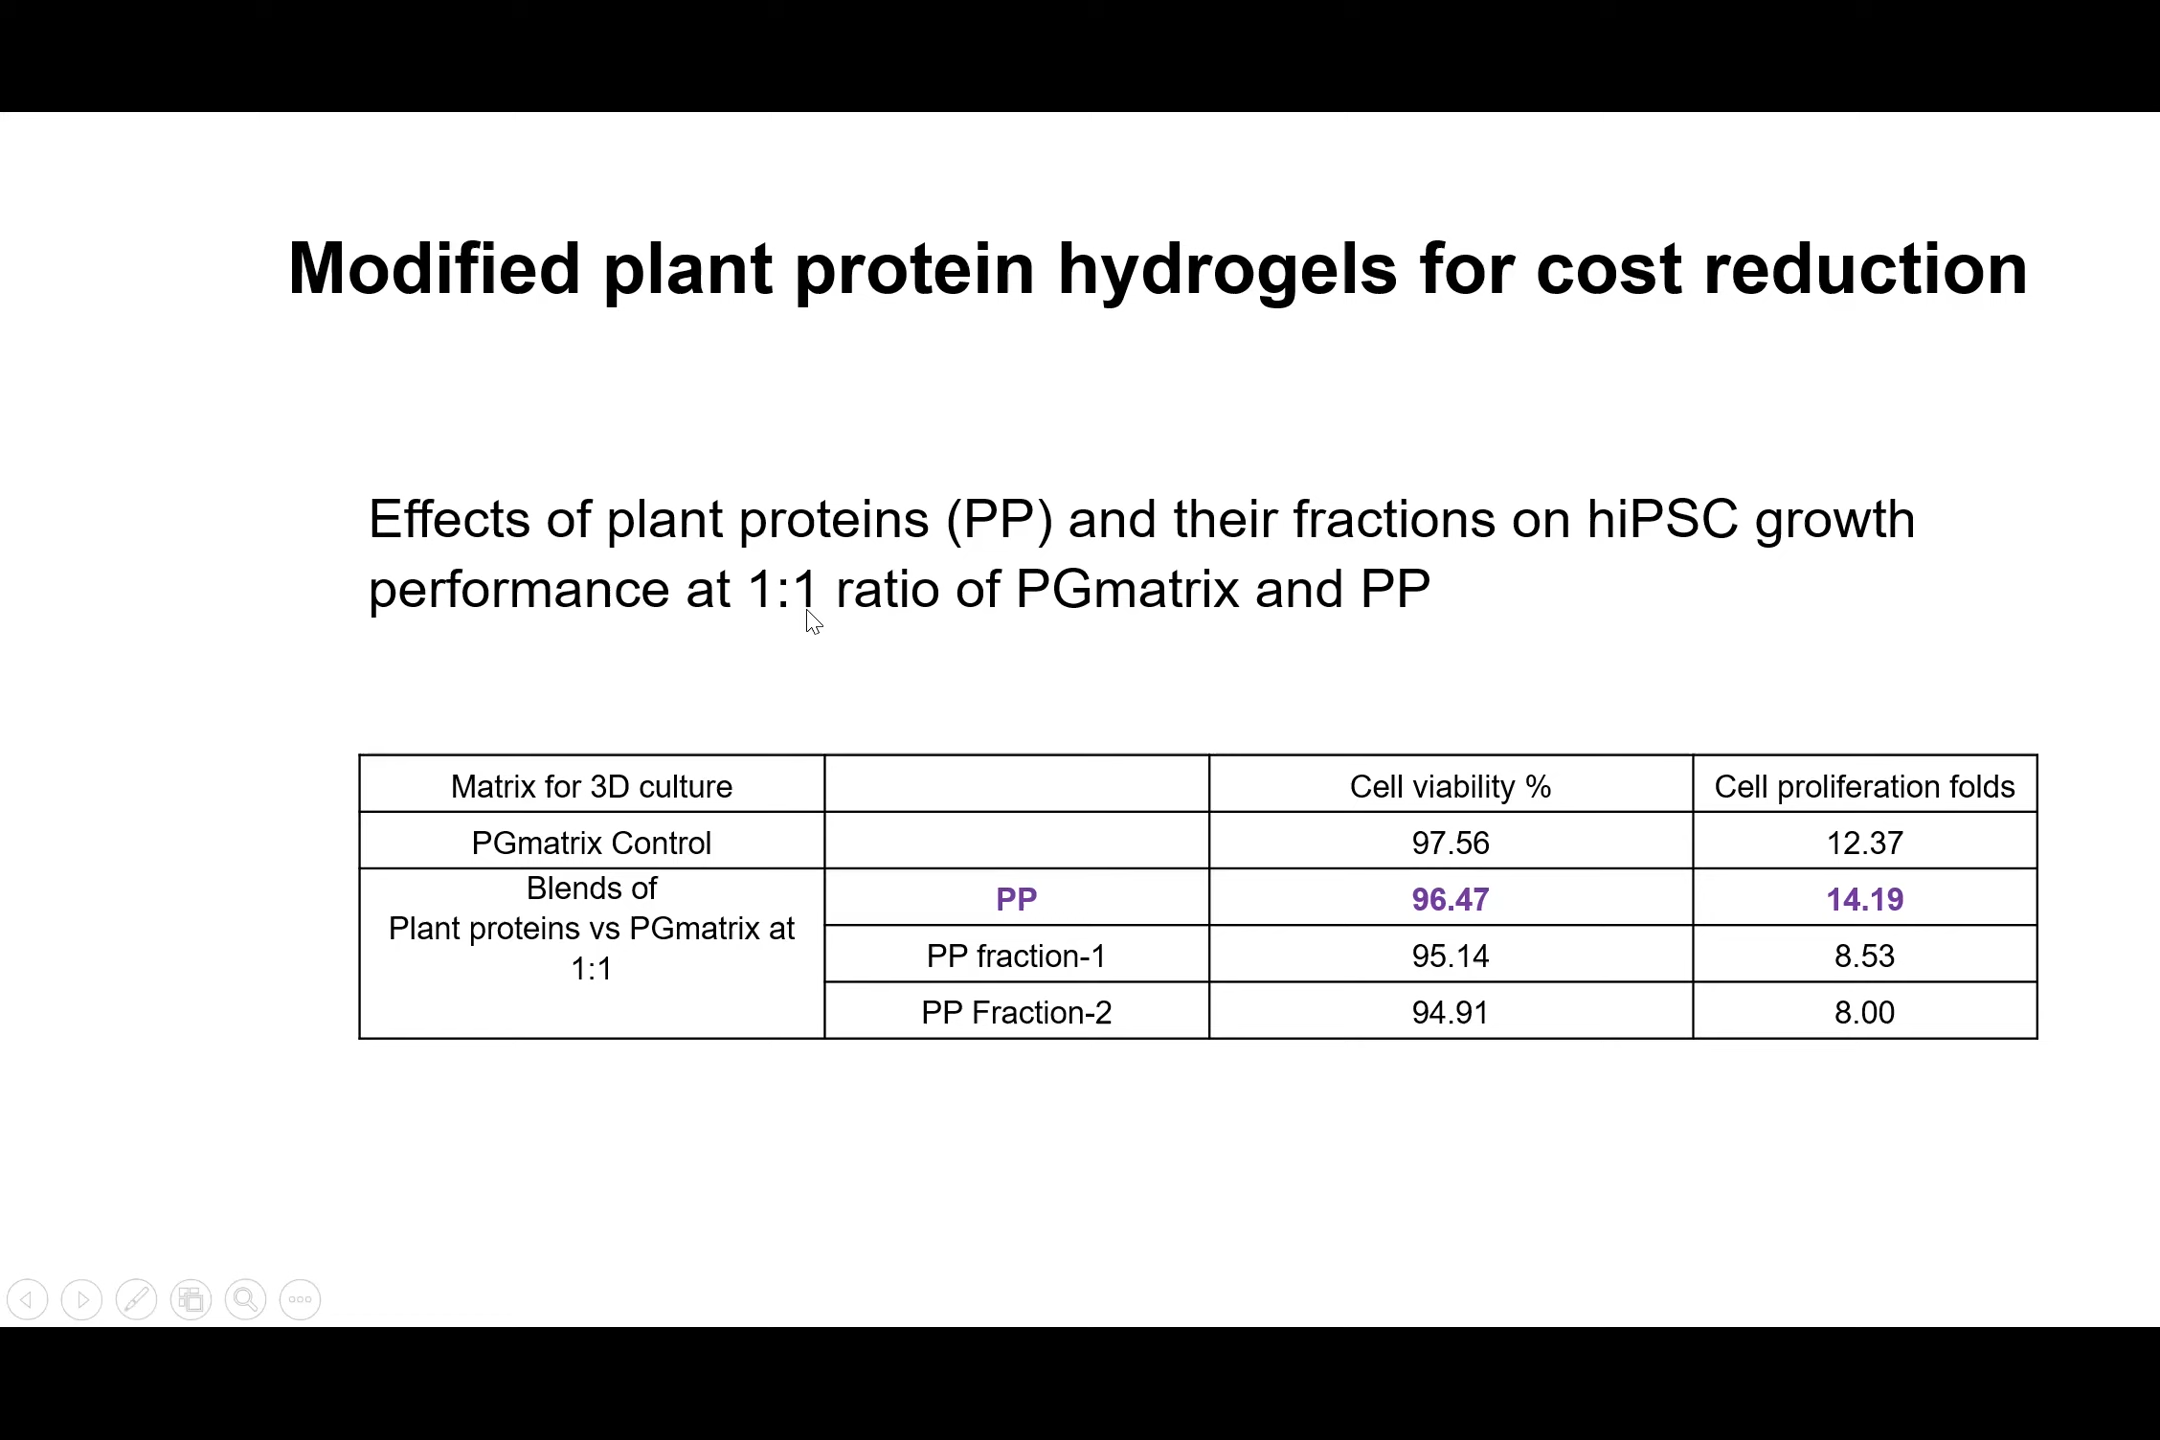 Modified plant protein hydrogels for cost reduction
Effects of plant proteins (PP) and their fractions on hiPSC growth
performance at 1:1 ratio of PGmatrix and PP
Matrix for 3D culture Cell viability % Cell proliferation folds
PGmatrix Control 97.56 12.37
Blends of
Plant proteins vs PGmatrix at
1:1
PP 96.47 14.19
PP fraction-1 95.14 8.53
PP Fraction-2 94.91 8.00